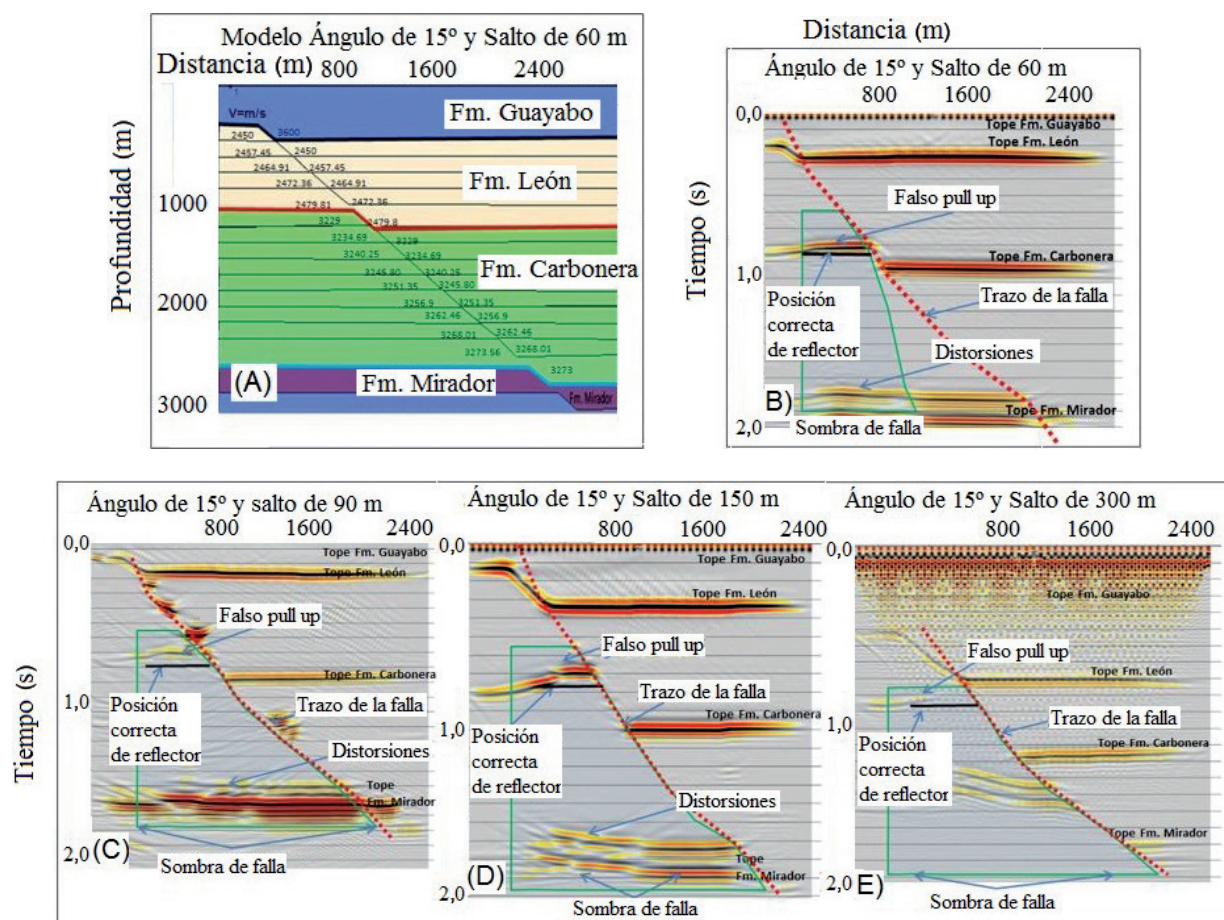 Modelo Ángulo de 15º y Salto de 60 m
Distancia (m)
800 1600 2400
V=m/s
Fm. Guayabo
2450 3600
2450
2457.45
2457.45
2464.91
Fm. León
2464.91
2472.36
2472.36
2479.81
2479.8
3229
3229
3234.69
3234.69
3240.25
Fm. Carbonera
3240.25
3245.80
3245.80
3251.35
3251.35
3256.9
3256.9
3262.46
3262.46
3268.01
3268.01
3273.56
3273
Fm. Mirador
Fm. Mirador
Profundidad (m)
1000
2000
3000
(A)
Distancia (m)
Ángulo de 15º y Salto de 60 m
800 1600 2400
0,0
Tope Fm. Guayabo
Tope Fm. León
Falso pull up
Tope Fm. Carbonera
Tiempo (s)
1,0
Posición
correcta
de reflector
Trazo de la falla
Distorsiones
B)
Tope Fm. Mirador
Sombra de falla
2,0
Ángulo de 15º y salto de 90 m
800 1600 2400
0,0
Tope Fm. Guayabo
Tope Fm. León
Falso pull up
Tope Fm. Carbonera
Tiempo (s)
1,0
Posición
correcta
de reflector
Trazo de la falla
Distorsiones
Tope
Fm. Mirador
2,0
(C)
Sombra de falla
Ángulo de 15º y Salto de 150 m
800 1600 2400
0,0
Tope Fm. Guayabo
Tope Fm. León
Falso pull up
Trazo de la falla
Tope Fm. Carbonera
1,0
Posición
correcta
de reflector
Distorsiones
Tope
Fm. Mirador
(D)
2,0
Sombra de falla
Ángulo de 15º y Salto de 300 m
800 1600 2400
0,0
Tope Fm. Guayabo
Falso pull up
Tope Fm. León
Trazo de la falla
1,0
Tope Fm. Carbonera
Posición
correcta
de reflector
Tope Fm. Mirador
E)
2,0
Sombra de falla